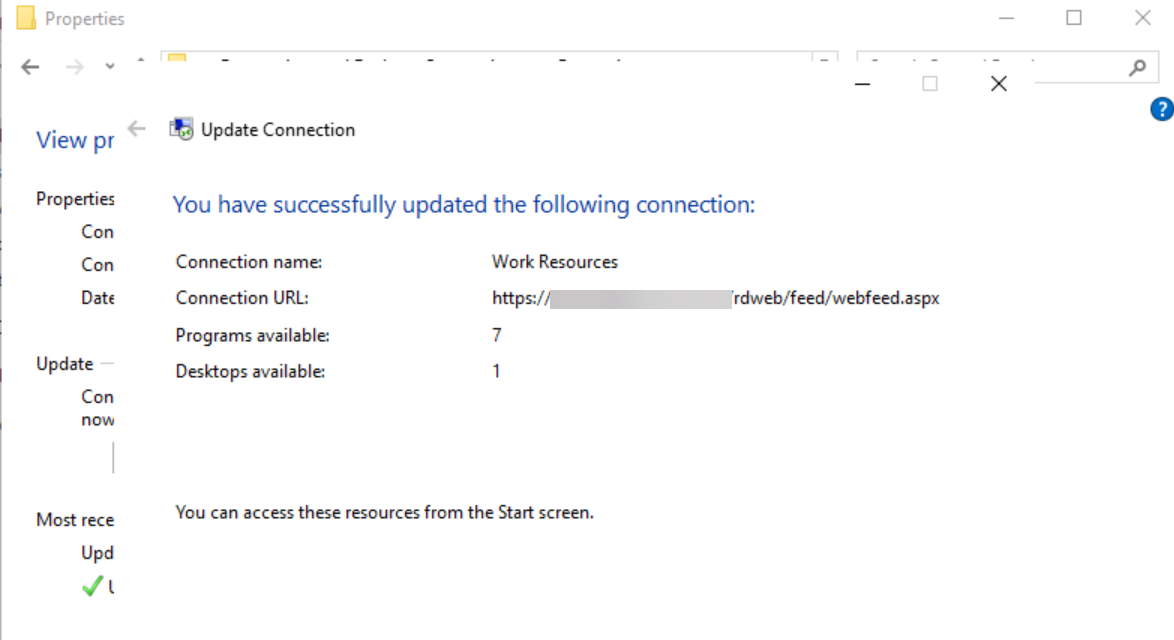 Properties
View pr
Update Connection
Properties
You have successfully updated the following connection:
Con
Connection name: Work Resources
Con
Connection URL: https:// /rdweb/feed/webfeed.aspx
Date
Programs available: 7
Update
Desktops available: 1
Con
now
Most rece
You can access these resources from the Start screen.
Upd
?